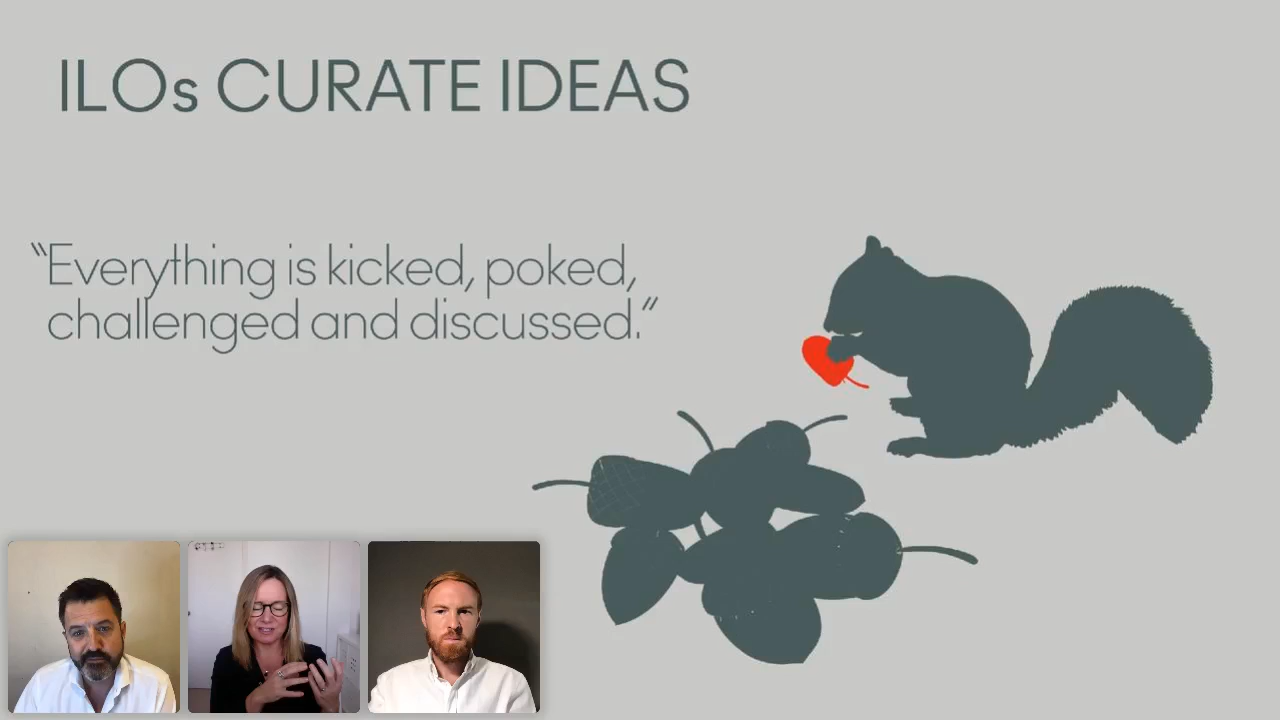 ILOs CURATE IDEAS
“Everything is kicked, poked,
challenged and discussed.”